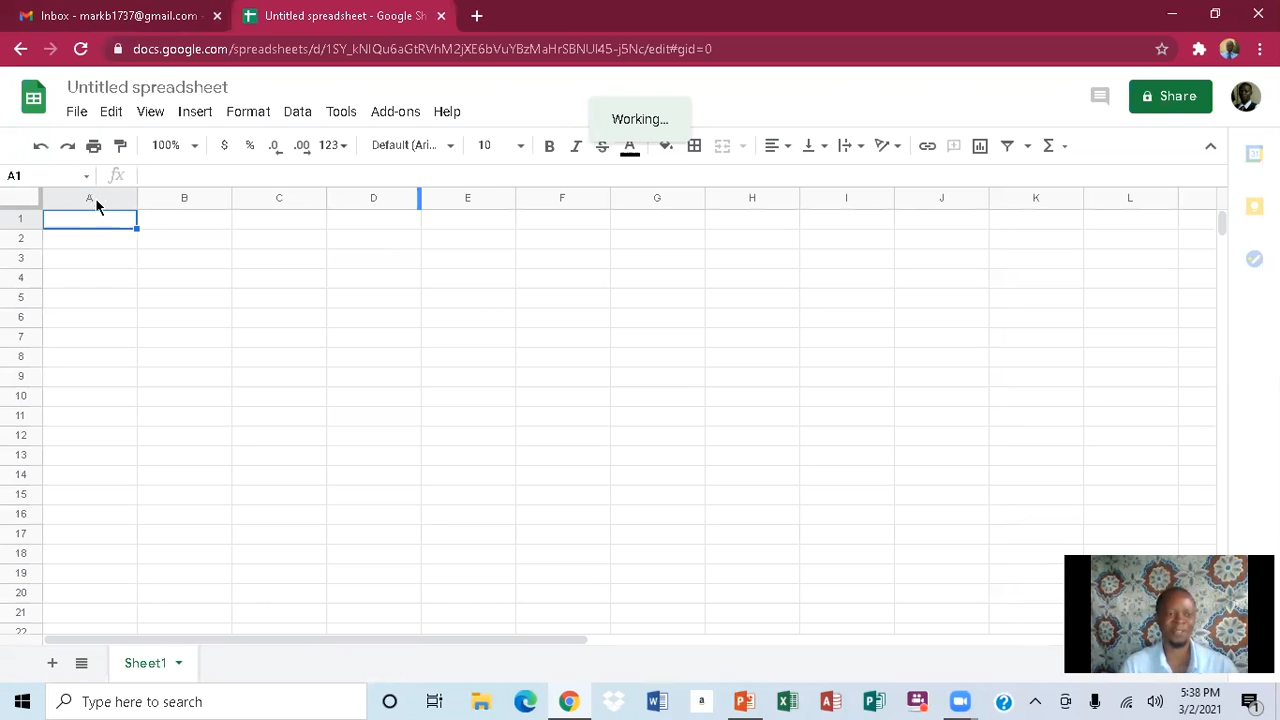 Inbox - markb1737@gmail.com
Untitled spreadsheet - Google Sh
docs.google.com/spreadsheets/d/1SY_kNIQu6aGtRVhM2jXE6bVuYBzMaHrSBNUl45-j5Nc/edit#gid=0
Untitled spreadsheet
File Edit View Insert Format Data Tools Add-ons Help
Working...
Share
100% $ % .0 .00 123 Default (Ari... 10 B I S A Σ
A1 fx
A B C D E F G H I J K L
1
2
3
4
5
6
7
8
9
10
11
12
13
14
15
16
17
18
19
20
21
22
+ Sheet1
Type here to search
5:38 PM
3/2/2021